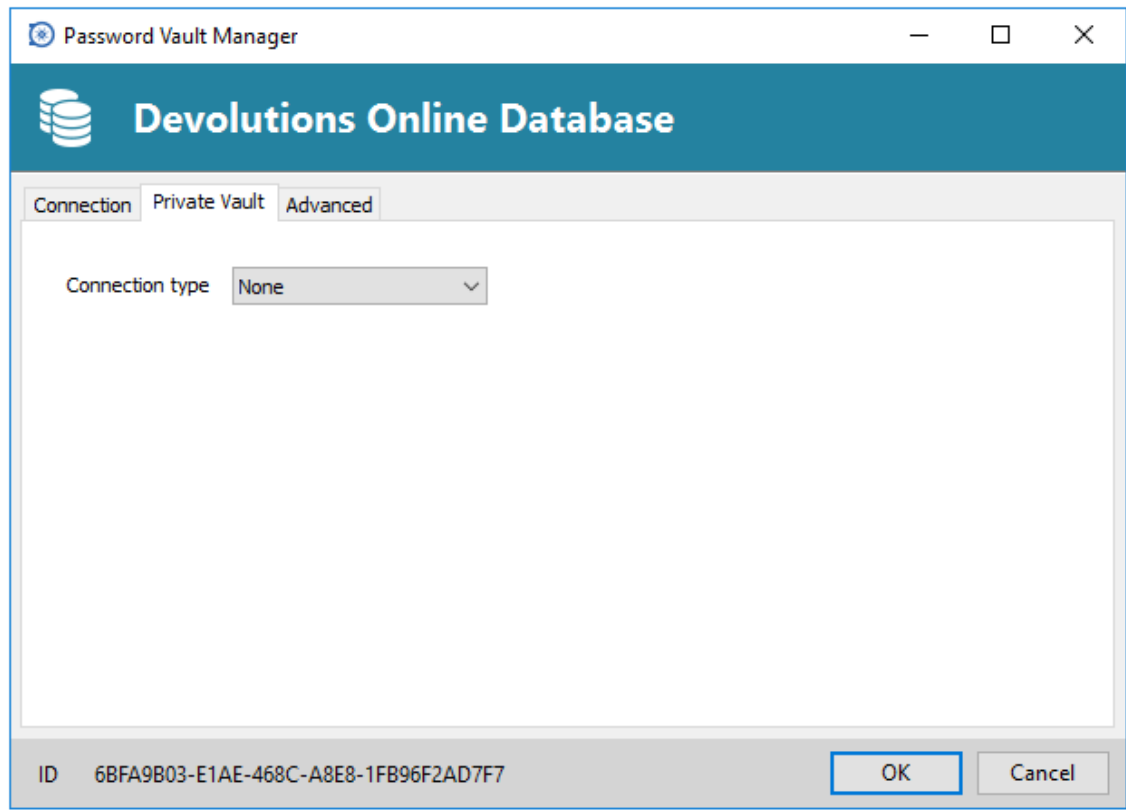 Password Vault Manager
Devolutions Online Database
Connection Private Vault Advanced
Connection type None
ID 6BFA9B03-E1AE-468C-A8E8-1FB96F2AD7F7 OK Cancel